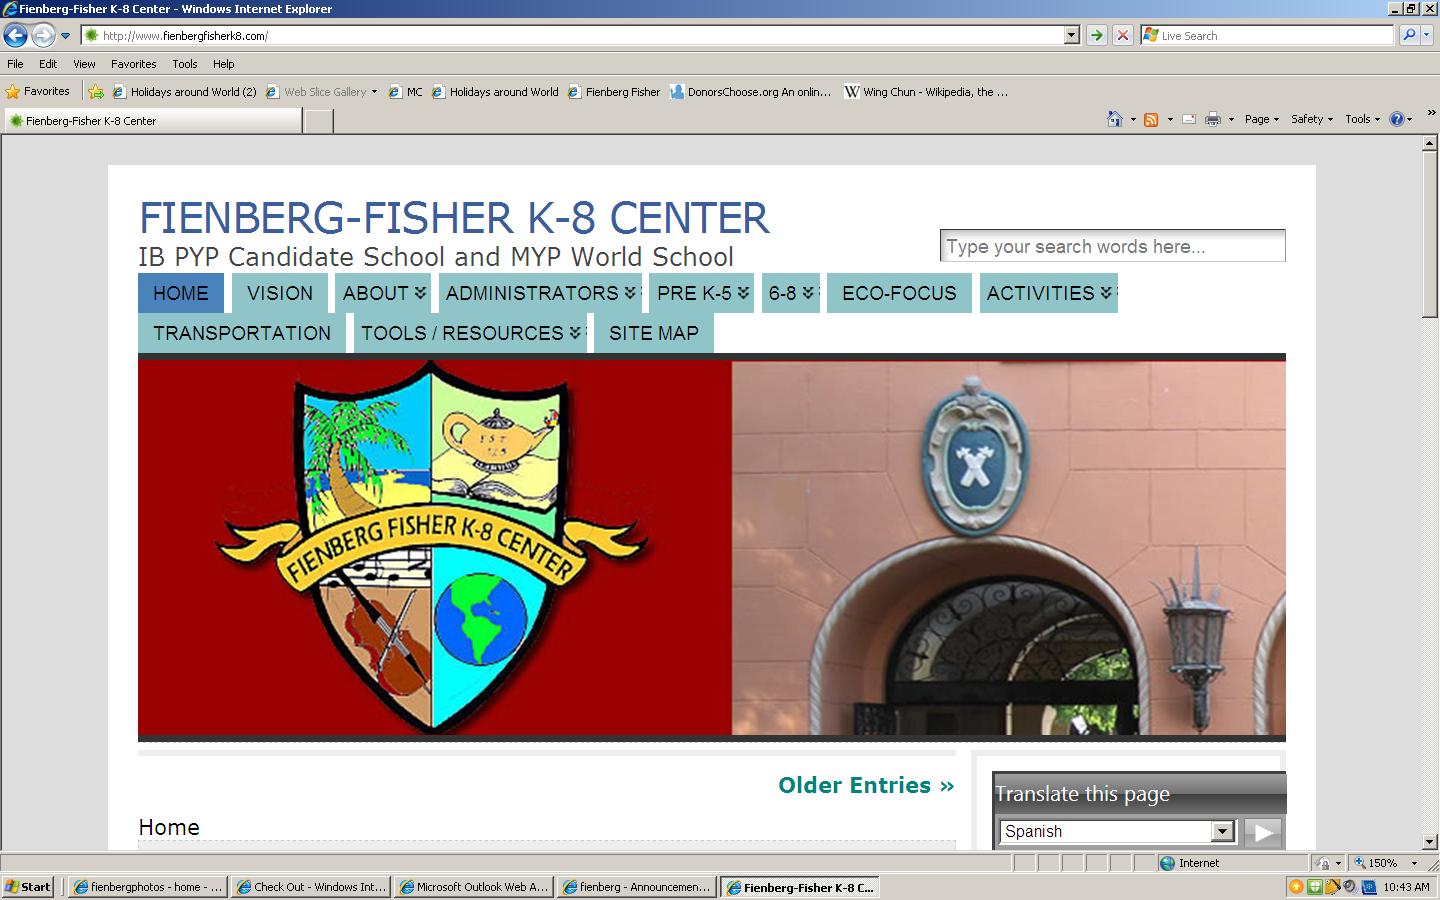 Fienberg-Fisher K-8 Center - Windows Internet Explorer
http://www.fienbergfisherk8.com/
Live Search
File Edit View Favorites Tools Help
Favorites Holidays around World (2) Web Slice Gallery MC Holidays around World Fienberg Fisher DonorsChoose.org An onlin... W Wing Chun - Wikipedia, the ...
Fienberg-Fisher K-8 Center
Page Safety Tools »
FIENBERG-FISHER K-8 CENTER
IB PYP Candidate School and MYP World School
Type your search words here...
HOME VISION ABOUT ADMINISTRATORS PRE K-5 6-8 ECO-FOCUS ACTIVITIES
TRANSPORTATION TOOLS / RESOURCES SITE MAP
EST
FIENBERG FISHER K-8 CENTER
Older Entries »
Translate this page
Home
Spanish
Internet 150%
Start fienbergphotos - home - ... Check Out - Windows Int... Microsoft Outlook Web A... fienberg - Announcemen... Fienberg-Fisher K-8 C... 10:43 AM